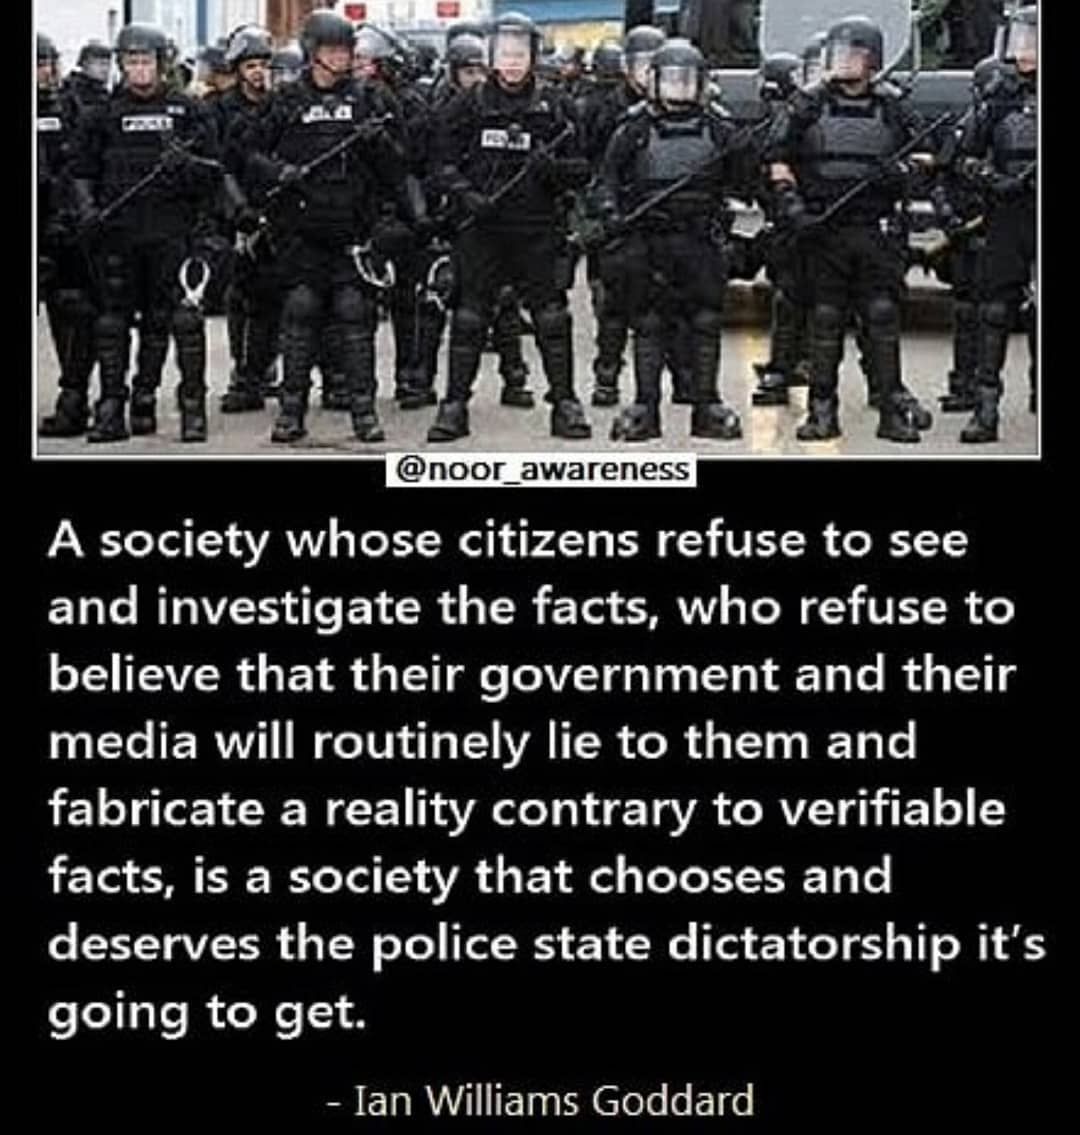 POLICE
@noor_awareness
A society whose citizens refuse to see
and investigate the facts, who refuse to
believe that their government and their
media will routinely lie to them and
fabricate a reality contrary to verifiable
facts, is a society that chooses and
deserves the police state dictatorship it's
going to get.
- Ian Williams Goddard